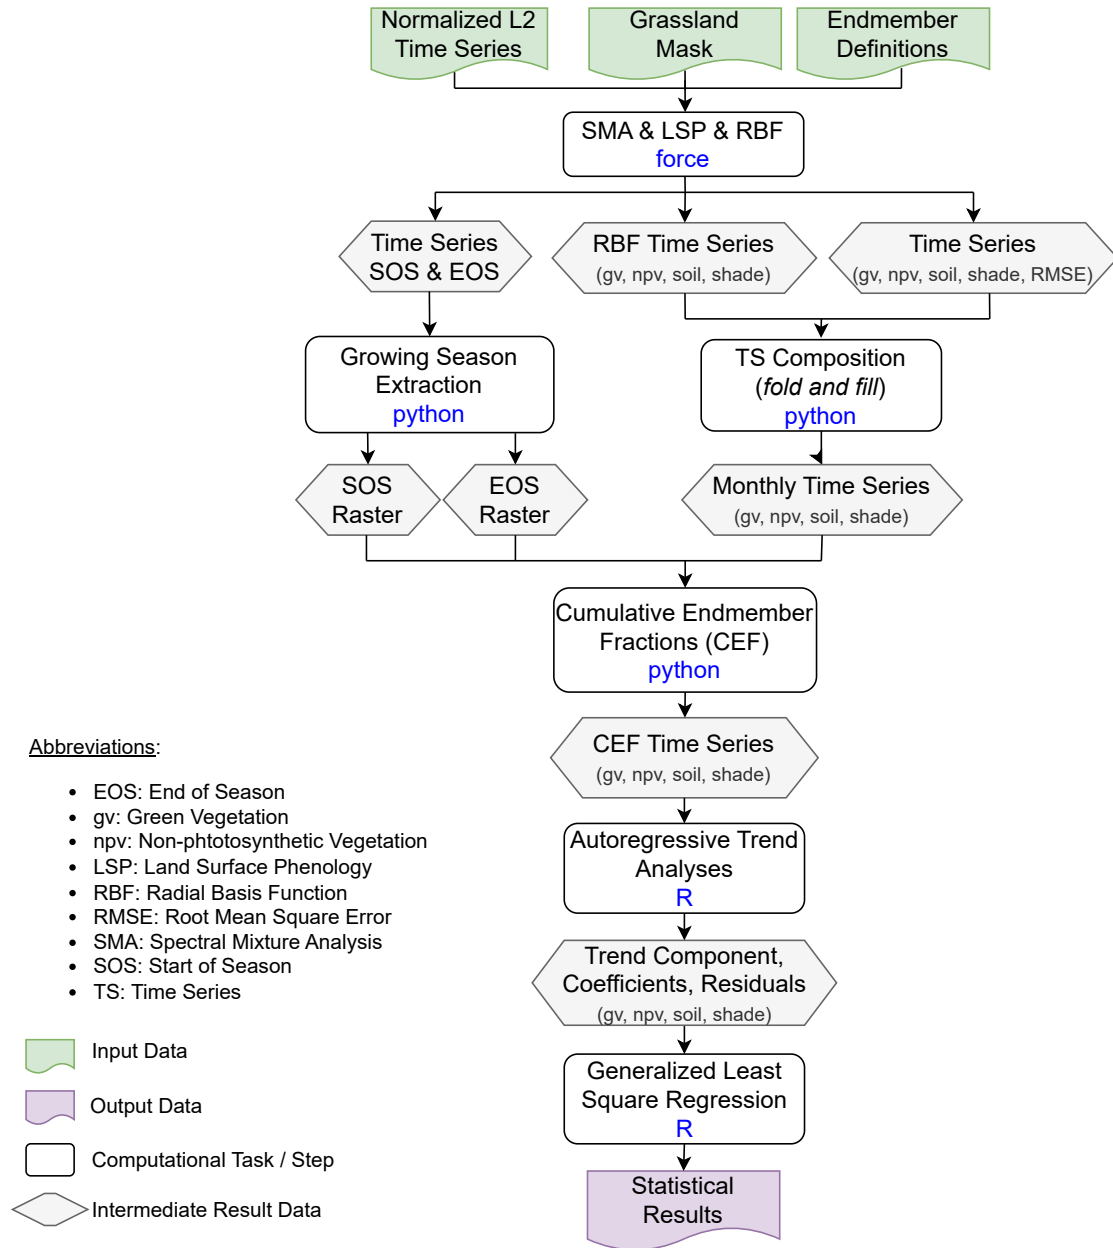 Normalized L2
Time Series
Grassland
Mask
Endmember
Definitions
SMA & LSP & RBF
force
Time Series
SOS & EOS
RBF Time Series
(gv, npv, soil, shade)
Time Series
(gv, npv, soil, shade, RMSE)
Growing Season
Extraction
python
TS Composition
(fold and fill)
python
SOS
Raster
EOS
Raster
Monthly Time Series
(gv, npv, soil, shade)
Cumulative Endmember
Fractions (CEF)
python
CEF Time Series
(gv, npv, soil, shade)
Autoregressive Trend
Analyses
R
Trend Component,
Coefficients, Residuals
(gv, npv, soil, shade)
Generalized Least
Square Regression
R
Statistical
Results
Abbreviations:
• EOS: End of Season
• gv: Green Vegetation
• npv: Non-phtotosynthetic Vegetation
• LSP: Land Surface Phenology
• RBF: Radial Basis Function
• RMSE: Root Mean Square Error
• SMA: Spectral Mixture Analysis
• SOS: Start of Season
• TS: Time Series
Input Data
Output Data
Computational Task / Step
Intermediate Result Data